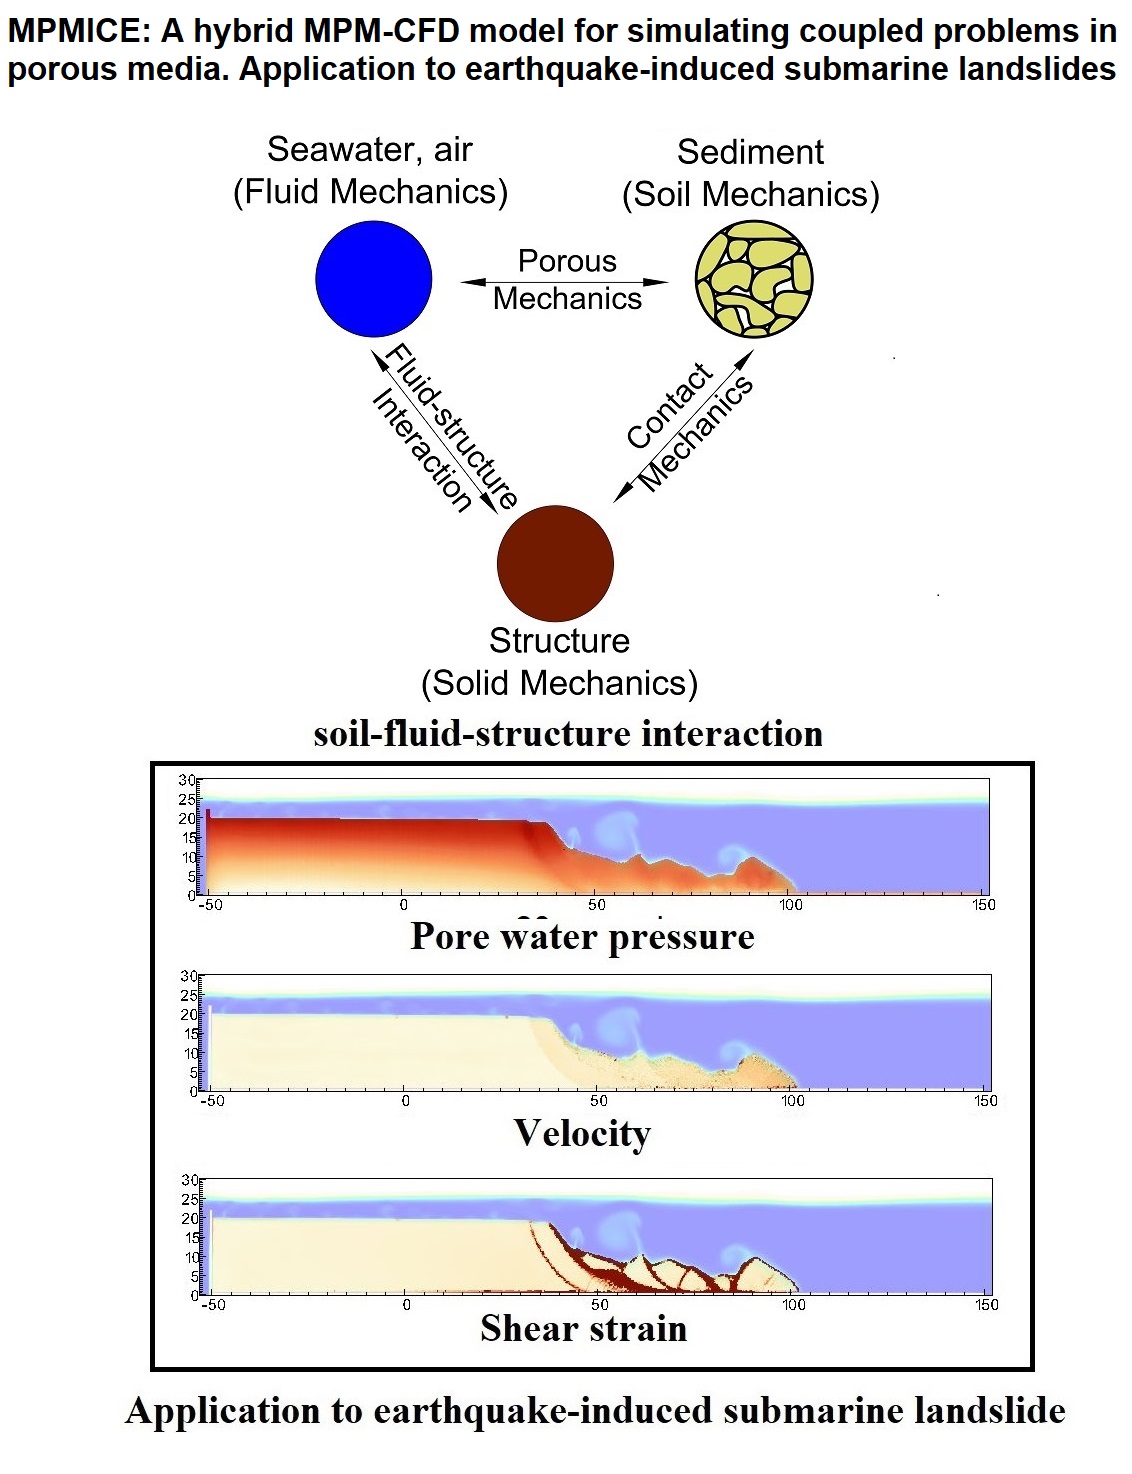 MPMICE: A hybrid MPM-CFD model for simulating coupled problems in
porous media. Application to earthquake-induced submarine landslides
Seawater, air
(Fluid Mechanics)
Sediment
(Soil Mechanics)
Porous
Mechanics
Fluid-structure
Interaction
Contact
Mechanics
Structure
(Solid Mechanics)
soil-fluid-structure interaction
30
25
20
15
10
5
0
-50 0 50 100 150
Pore water pressure
30
25
20
15
10
5
0
-50 0 50 100 150
Velocity
30
25
20
15
10
5
0
-50 0 50 100 150
Shear strain
Application to earthquake-induced submarine landslide